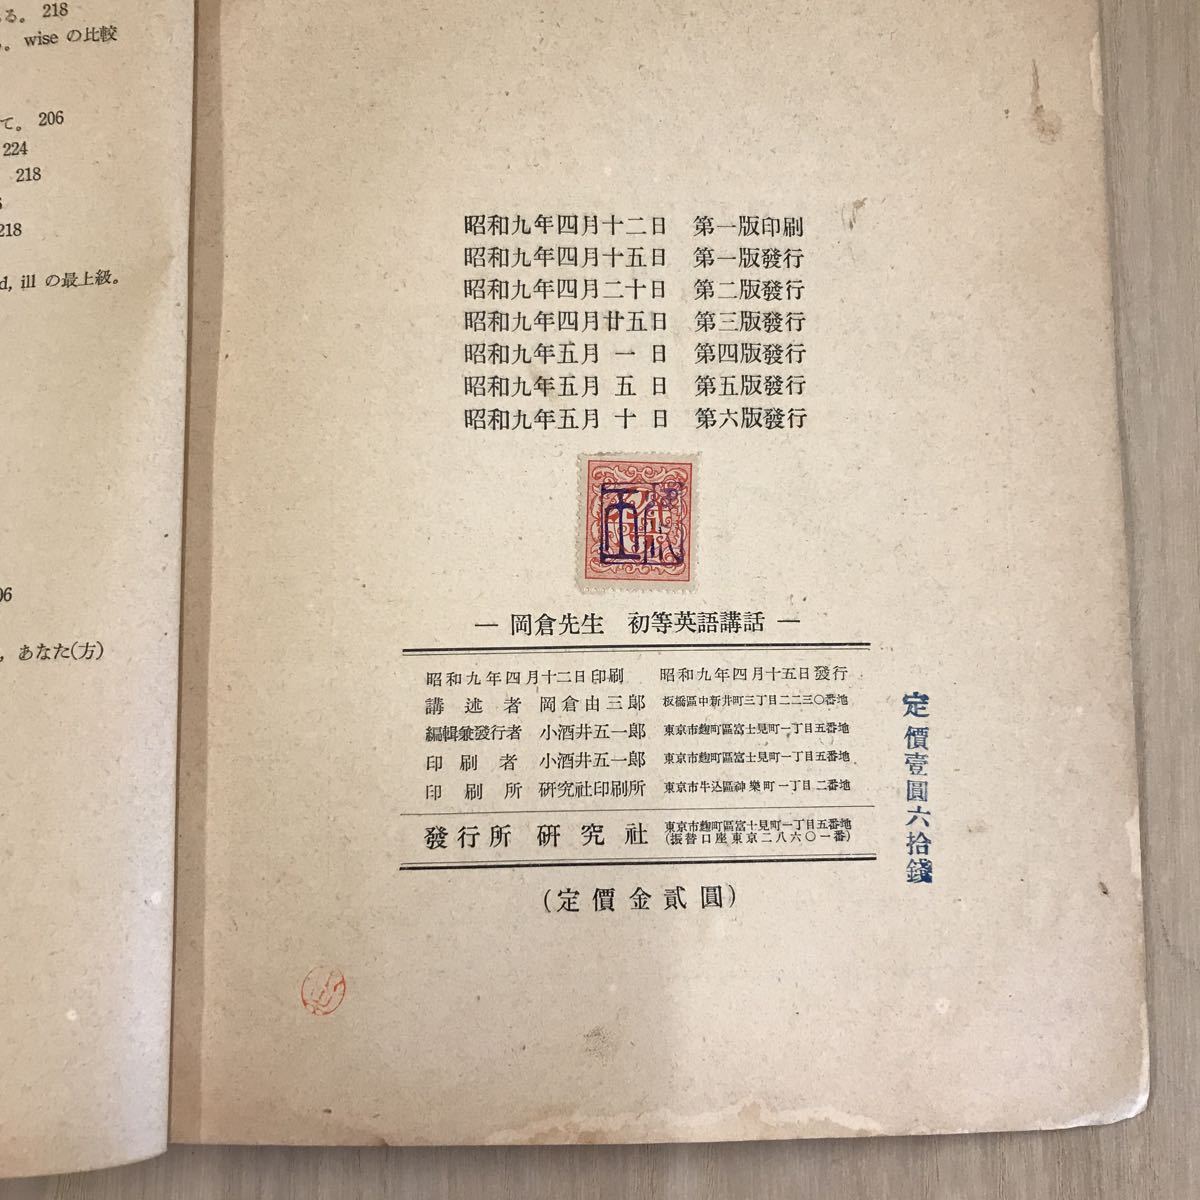 る。 218
。 wise の比較
て。 206
224
218
218
d, ill の最上級。
06
, あなた(方)
昭和九年四月十二日 第一版印刷
昭和九年四月十五日 第一版發行
昭和九年四月二十日 第二版發行
昭和九年四月廿五日 第三版發行
昭和九年五月一日 第四版發行
昭和九年五月五日 第五版發行
昭和九年五月十日 第六版發行
— 岡倉先生 初等英語講話 —
昭和九年四月十二日印刷 昭和九年四月十五日發行
講述者 岡倉由三郎 板橋區中新井町三丁目二二三〇番地
編輯兼發行者 小酒井五一郎 東京市麴町區富士見町一丁目五番地
印刷者 小酒井五一郎 東京市麴町區富士見町一丁目五番地
印刷所 研究社印刷所 東京市牛込區神樂町一丁目二番地
發行所 研究社 東京市麴町區富士見町一丁目五番地
(振替口座東京二八六〇一番)
(定價金貳圓)
定價壹圓六拾錢